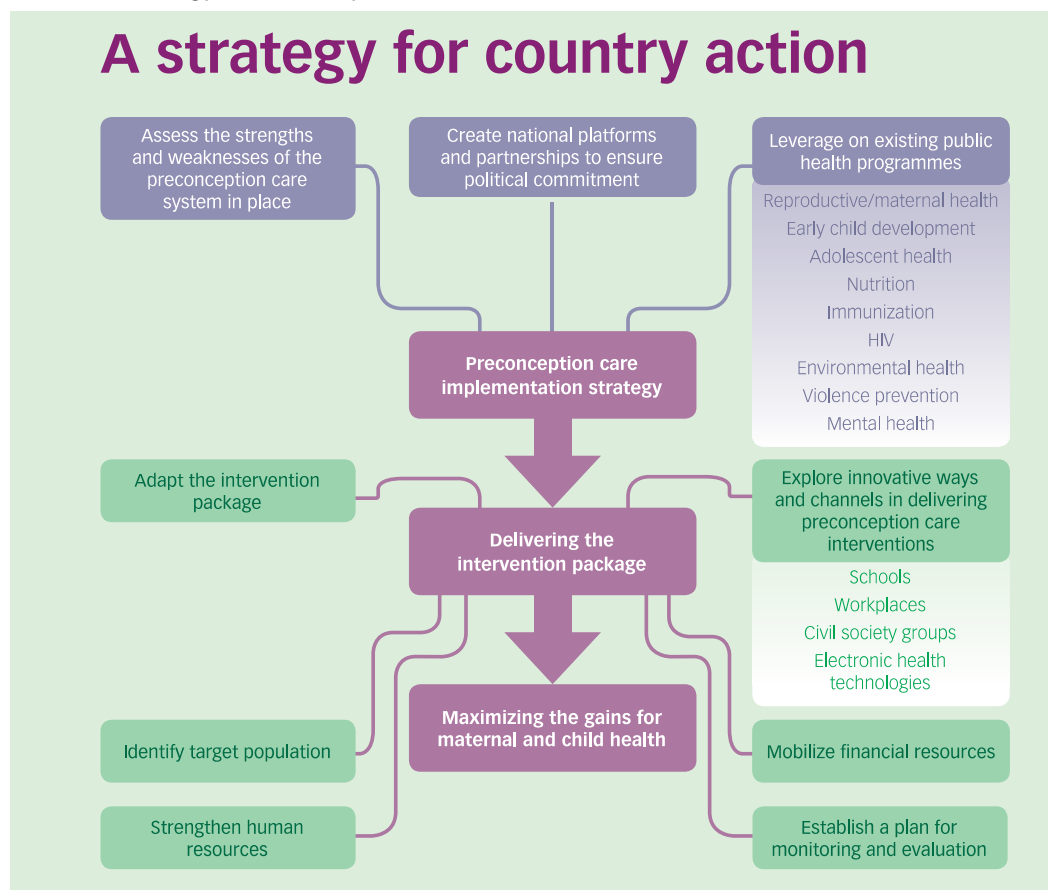 A strategy for country action
Assess the strengths
and weaknesses of the
preconception care
system in place
Create national platforms
and partnerships to ensure
political commitment
Leverage on existing public
health programmes
Reproductive/maternal health
Early child development
Adolescent health
Nutrition
Immunization
HIV
Environmental health
Violence prevention
Mental health
Preconception care
implementation strategy
Adapt the intervention
package
Delivering the
intervention package
Explore innovative ways
and channels in delivering
preconception care
interventions
Schools
Workplaces
Civil society groups
Electronic health
technologies
Maximizing the gains for
maternal and child health
Identify target population
Mobilize financial resources
Strengthen human
resources
Establish a plan for
monitoring and evaluation